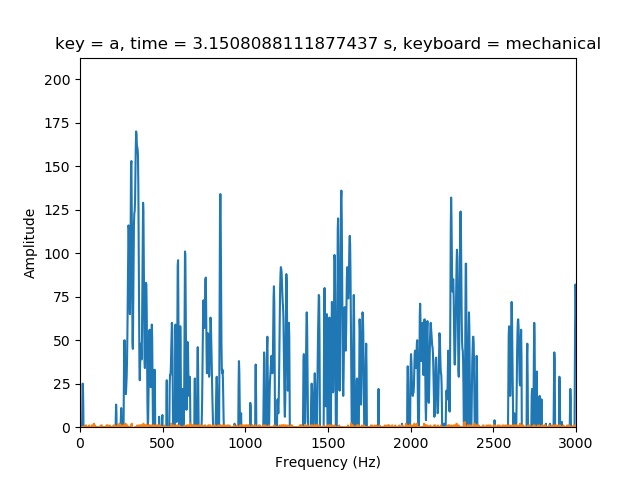 key = a, time = 3.1508088111877437 s, keyboard = mechanical
200
175
150
125
100
75
50
25
0
Amplitude
0 500 1000 1500 2000 2500 3000
Frequency (Hz)